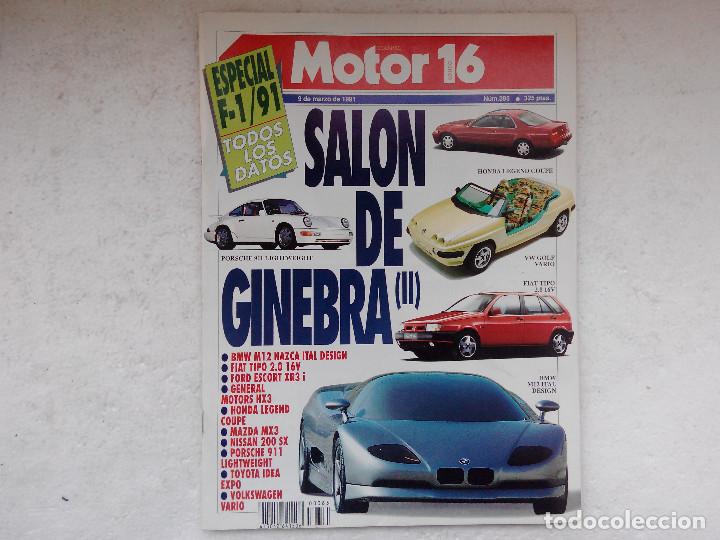 ESPECIAL
F-1/91
TODOS
LOS
DATOS
Motor 16
9 de marzo de 1991
325 ptas.
SALON
DE
GINEBRA (II)
HONDA LEGEND COUPE
PORSCHE 911 LIGHTWEIGHT
VW GOLF
VARIO
FIAT TIPO
2.0 16V
BMW
M12 ITAL
DESIGN
● BMW M12 NAZCA ITAL DESIGN
● FIAT TIPO 2.0 16V
● FORD ESCORT XR3 i
● GENERAL
MOTORS HX3
● HONDA LEGEND
COUPE
● MAZDA MX3
● NISSAN 200 SX
● PORSCHE 911
LIGHTWEIGHT
● TOYOTA IDEA
EXPO
● VOLKSWAGEN
VARIO
todocoleccion
todocoleccion.net